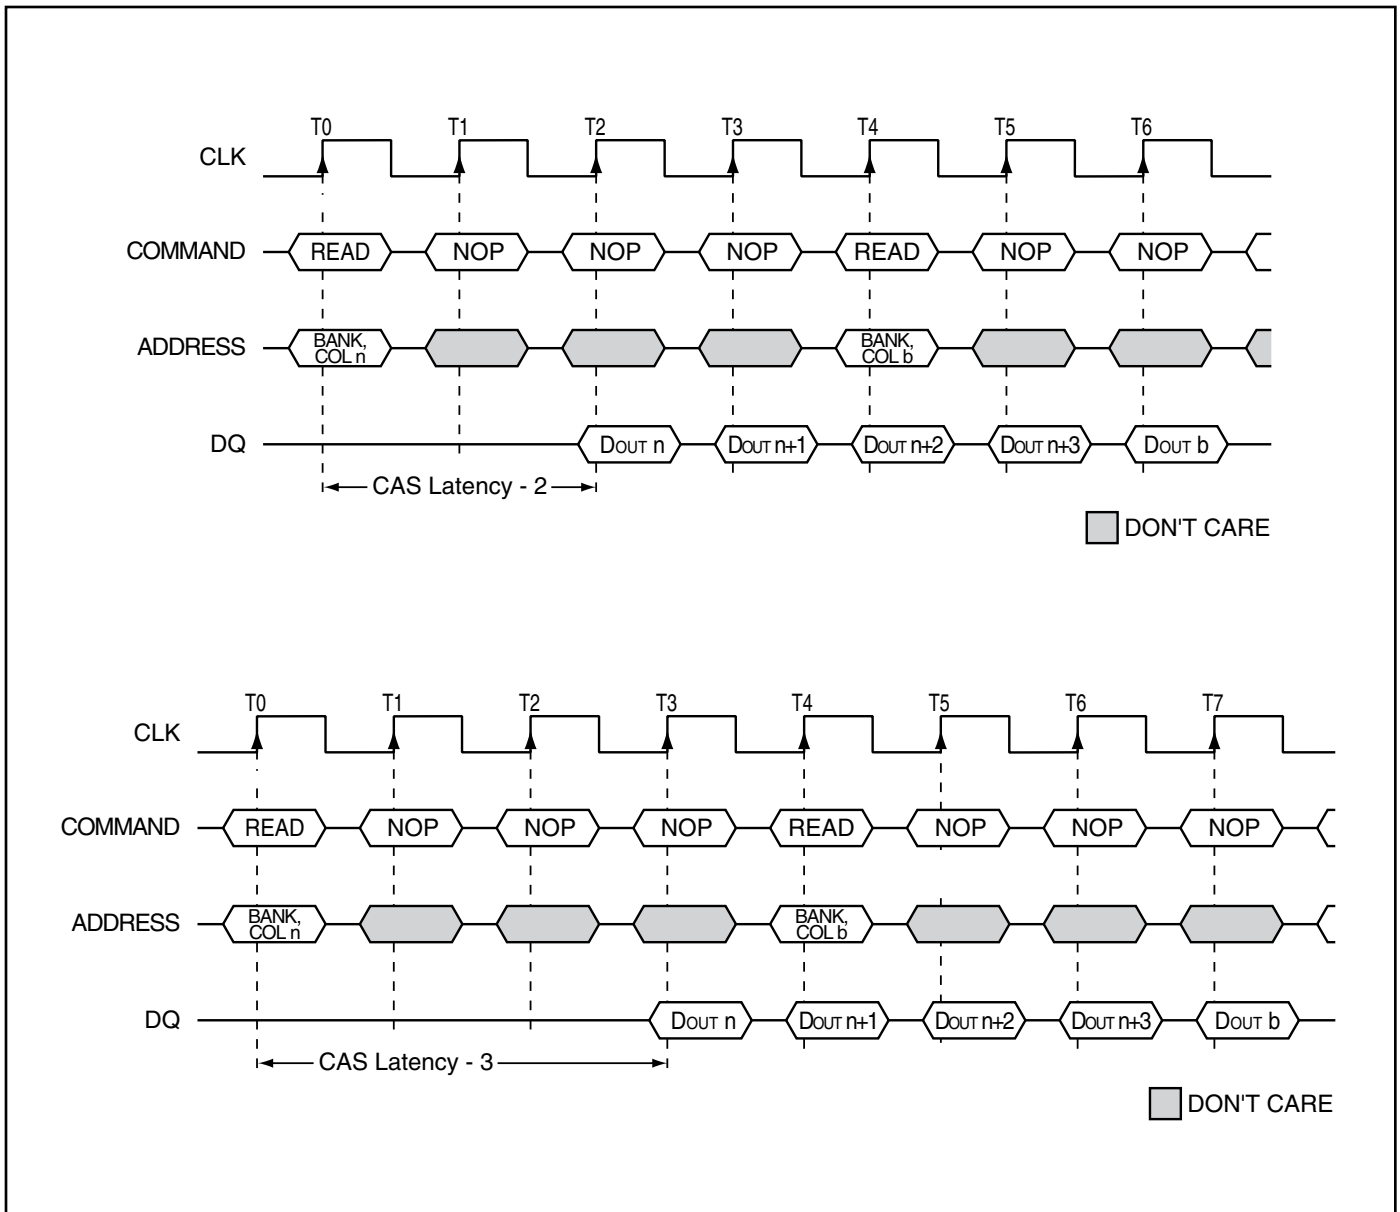 T0 T1 T2 T3 T4 T5 T6
CLK
COMMAND READ NOP NOP NOP READ NOP NOP
ADDRESS BANK, COL n BANK, COL b
DQ DOUT n DOUT n+1 DOUT n+2 DOUT n+3 DOUT b
CAS Latency - 2
DON'T CARE
T0 T1 T2 T3 T4 T5 T6 T7
CLK
COMMAND READ NOP NOP NOP READ NOP NOP NOP
ADDRESS BANK, COL n BANK, COL b
DQ DOUT n DOUT n+1 DOUT n+2 DOUT n+3 DOUT b
CAS Latency - 3
DON'T CARE